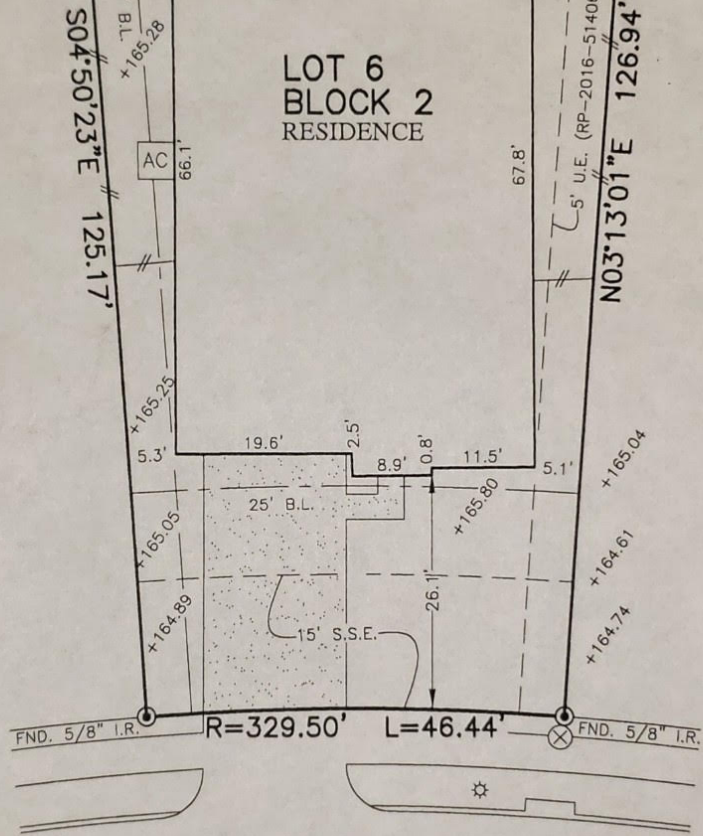 S04°50'23"E 125.17'
B.L.
+165.28
AC
66.1'
LOT 6
BLOCK 2
RESIDENCE
67.8'
5' U.E. (RP-2016-51406
N03°13'01"E 126.94'
+165.25
5.3'
19.6'
2.5'
8.9'
0.8'
11.5'
5.1'
+165.04
25' B.L.
+165.80
+165.05
+164.61
26.1'
+164.89
15' S.S.E.
+164.74
FND. 5/8" I.R.
R=329.50' L=46.44'
FND. 5/8" I.R.